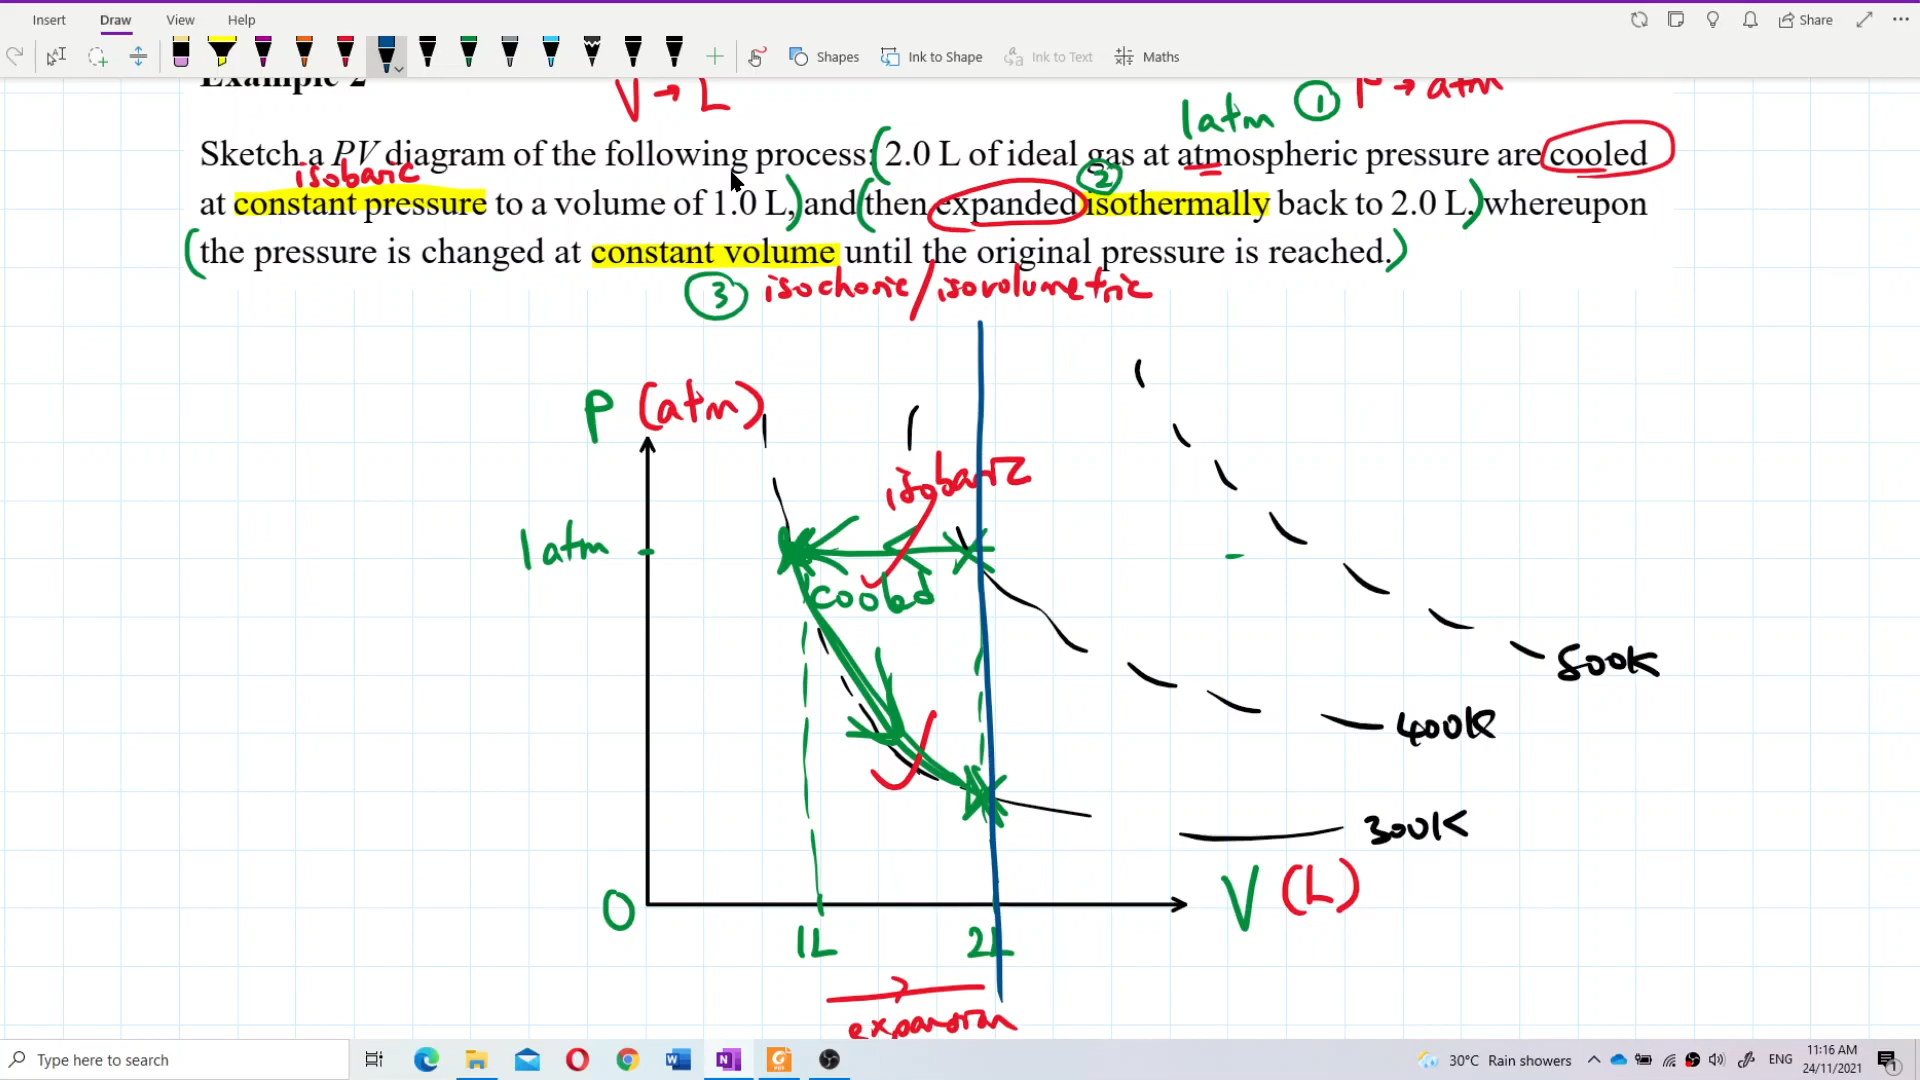 Insert Draw View Help Share
Shapes Ink to Shape Ink to Text Maths
Example 2
V → L
P → atm
1atm ①
Sketch a PV diagram of the following process: 2.0 L of ideal gas at atmospheric pressure are cooled
isobaric ②
at constant pressure to a volume of 1.0 L, and then expanded isothermally back to 2.0 L, whereupon
the pressure is changed at constant volume until the original pressure is reached.
③ isochoric/isovolumetric
P (atm)
isobaric
1atm
cooled
500K
400K
300K
V (L)
O
1L 2L
expansion
Type here to search
30°C Rain showers ENG 11:16 AM
24/11/2021